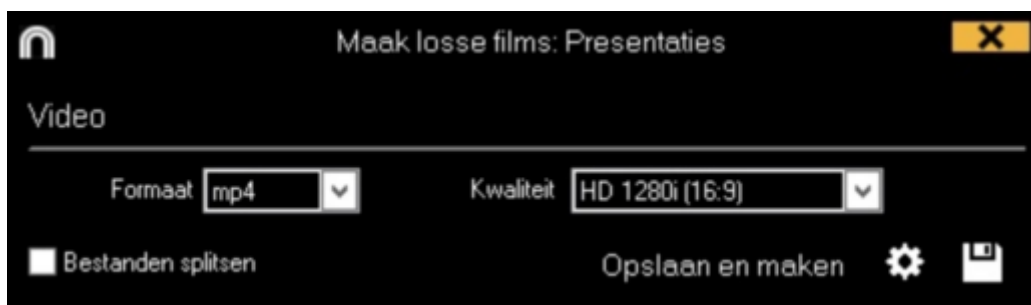 Maak losse films: Presentaties
Video
Formaat mp4 Kwaliteit HD 1280i (16:9)
Bestanden splitsen Opslaan en maken